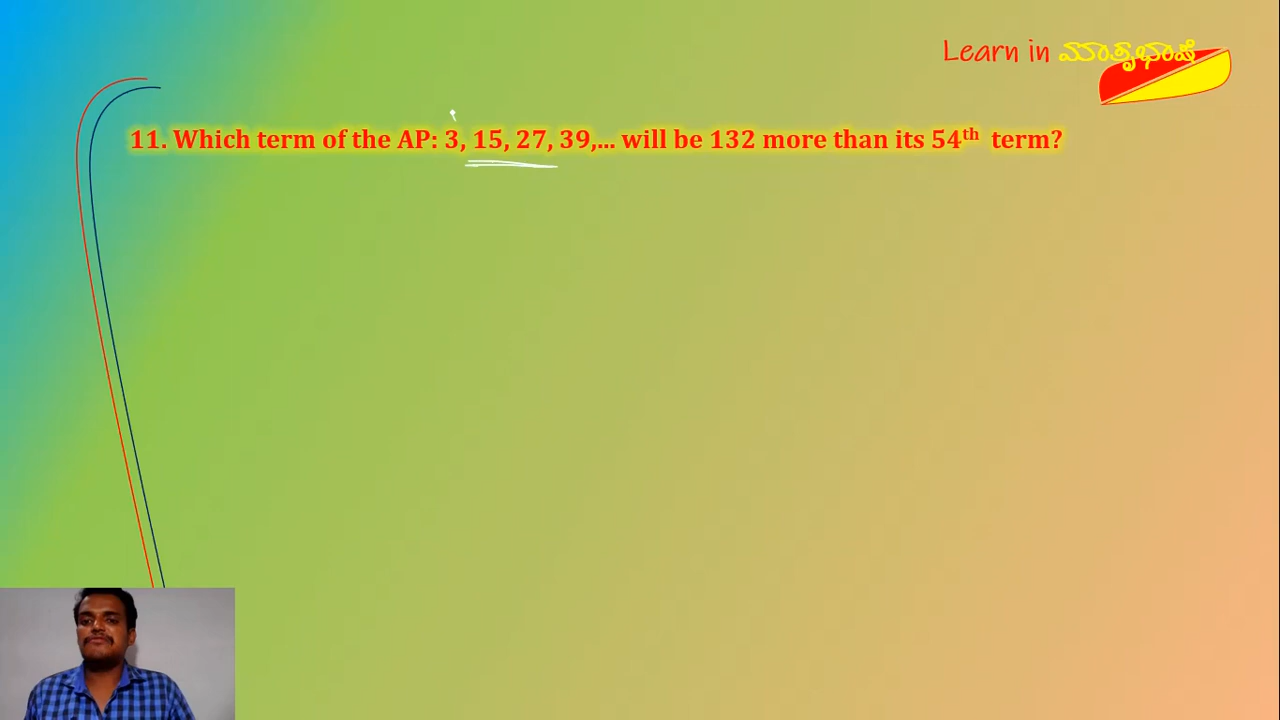 Learn in ಮಾತೃಭಾಷೆ
11. Which term of the AP: 3, 15, 27, 39,... will be 132 more than its 54th term?